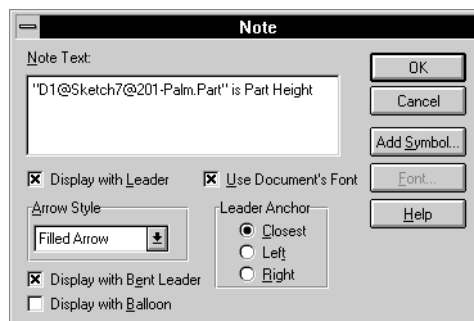 Note
Note Text:
"D1@Sketch7@201-Palm.Part" is Part Height
OK
Cancel
Add Symbol...
Font...
Help
Display with Leader
Use Document's Font
Arrow Style
Filled Arrow
Leader Anchor
Closest
Left
Right
Display with Bent Leader
Display with Balloon